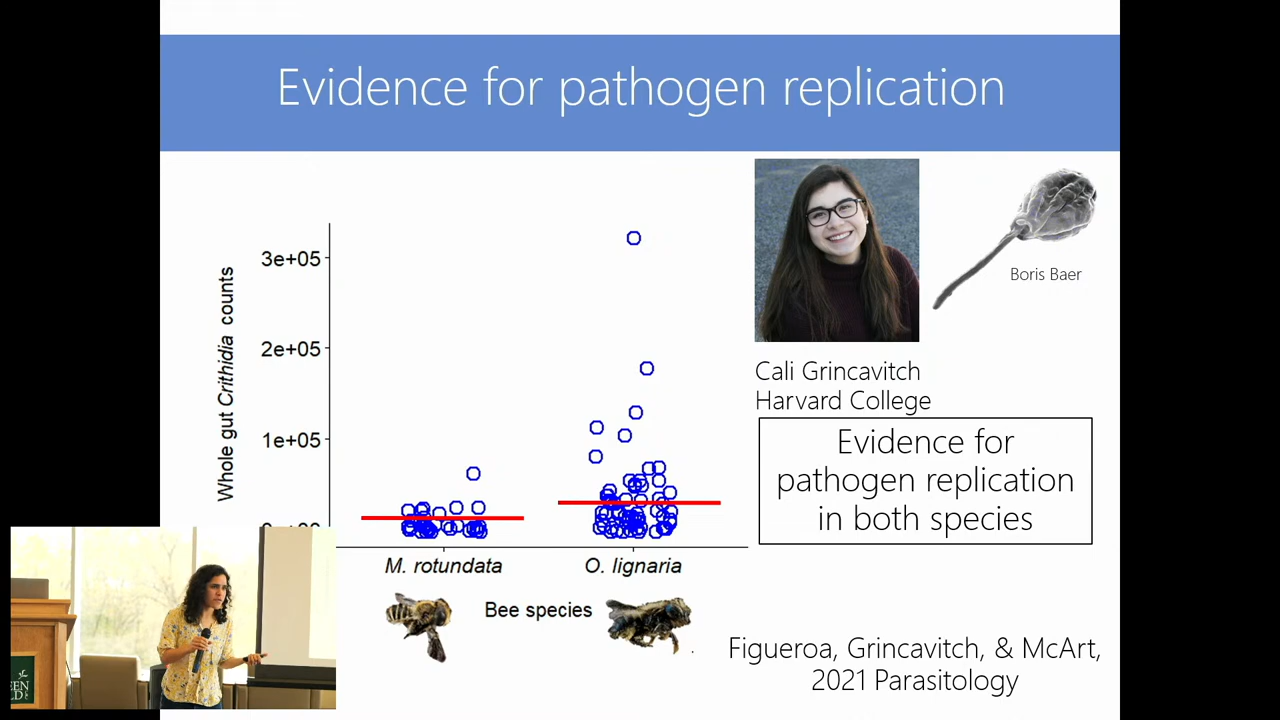 Evidence for pathogen replication
3e+05
2e+05
1e+05
Whole gut Crithidia counts
M. rotundata
O. lignaria
Bee species
Boris Baer
Cali Grincavitch
Harvard College
Evidence for
pathogen replication
in both species
Figueroa, Grincavitch, & McArt,
2021 Parasitology